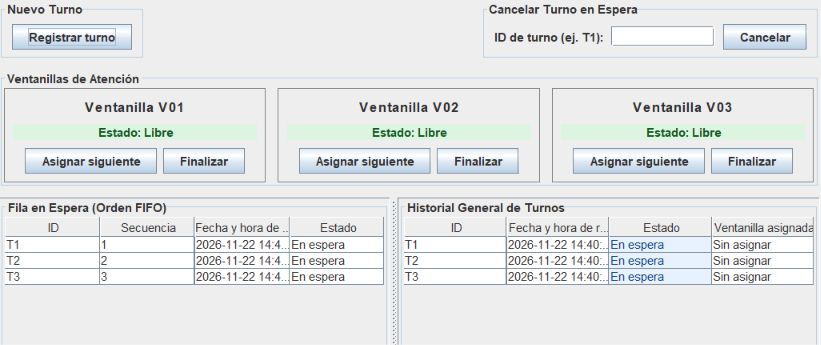 Nuevo Turno
Registrar turno
Cancelar Turno en Espera
ID de turno (ej. T1):
Cancelar
Ventanillas de Atención
Ventanilla V01
Estado: Libre
Asignar siguiente Finalizar
Ventanilla V02
Estado: Libre
Asignar siguiente Finalizar
Ventanilla V03
Estado: Libre
Asignar siguiente Finalizar
Fila en Espera (Orden FIFO)
ID Secuencia Fecha y hora de ... Estado
T1 1 2026-11-22 14:4... En espera
T2 2 2026-11-22 14:4... En espera
T3 3 2026-11-22 14:4... En espera
Historial General de Turnos
ID Fecha y hora de r... Estado Ventanilla asignada
T1 2026-11-22 14:40:... En espera Sin asignar
T2 2026-11-22 14:40:... En espera Sin asignar
T3 2026-11-22 14:40:... En espera Sin asignar